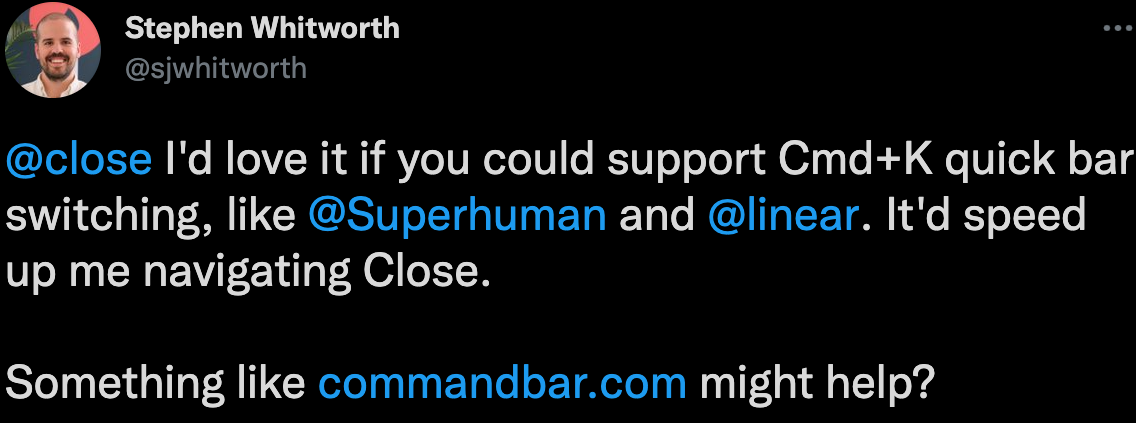 Stephen Whitworth
@sjwhitworth
@close I'd love it if you could support Cmd+K quick bar
switching, like @Superhuman and @linear. It'd speed
up me navigating Close.
Something like commandbar.com might help?